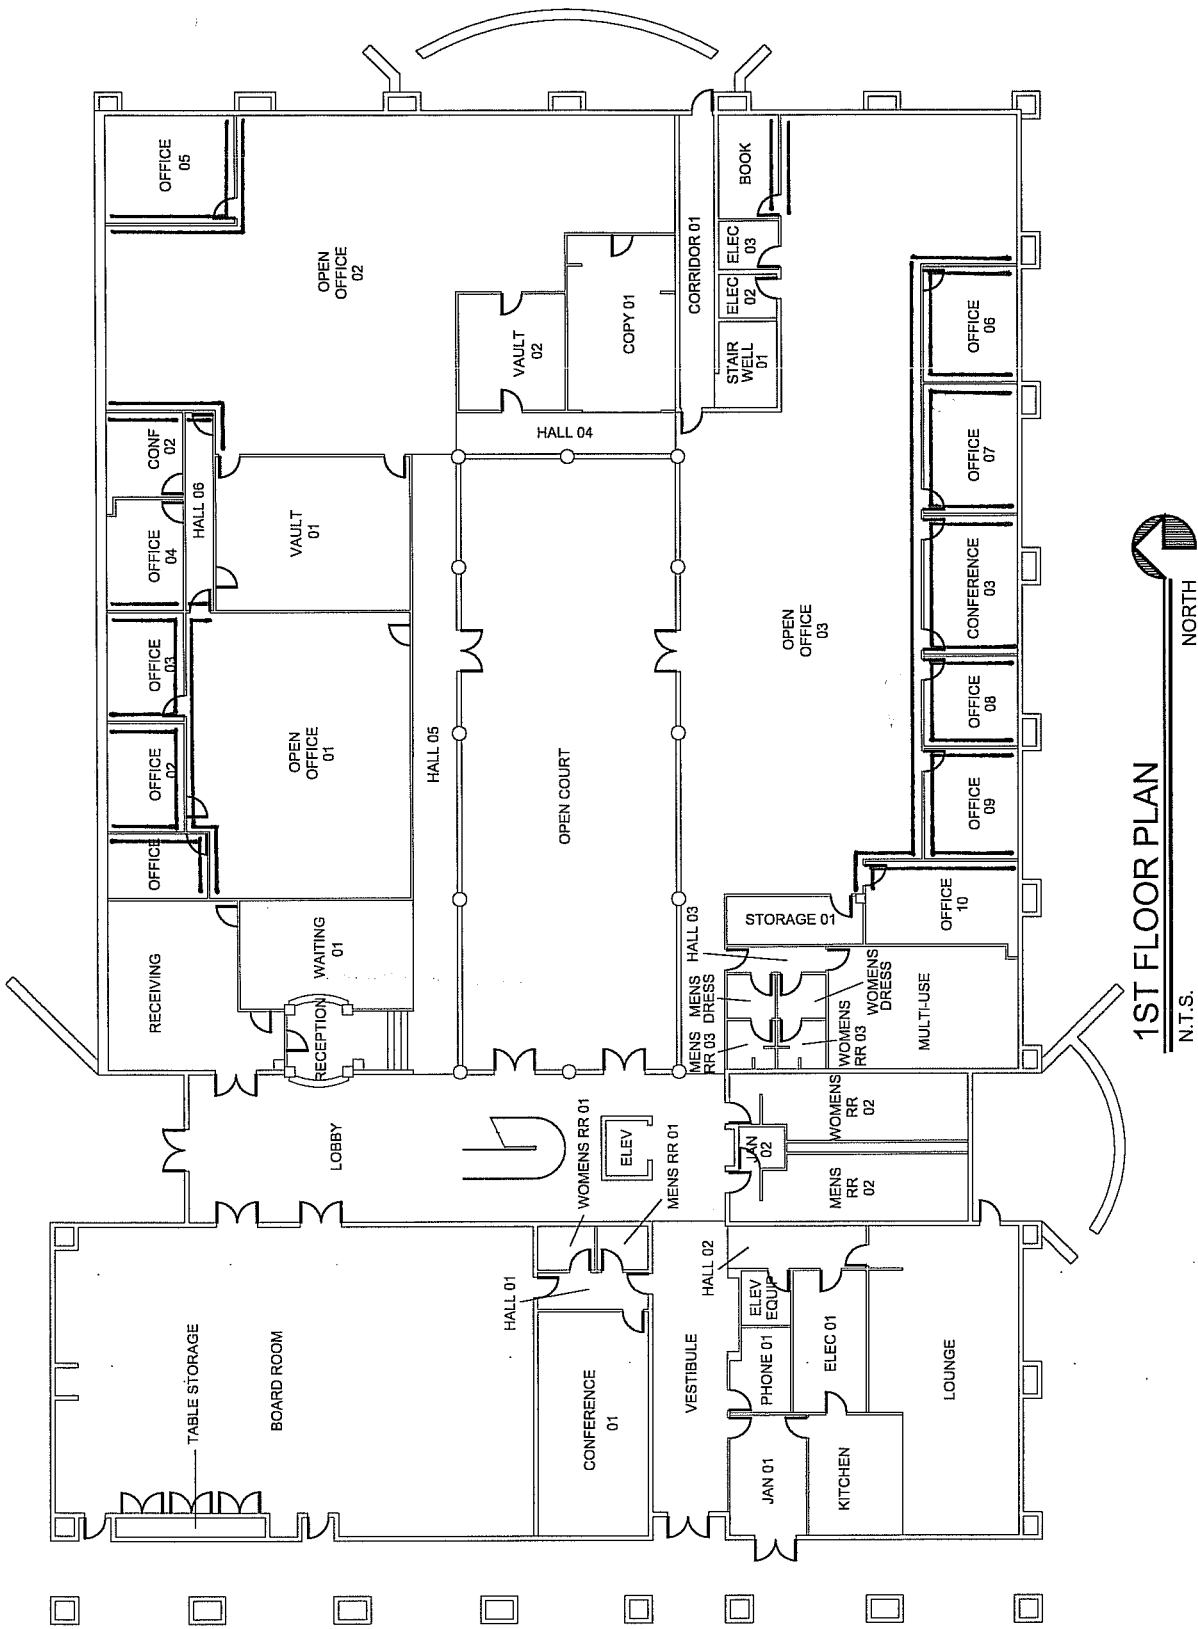 OFFICE
05
OPEN
OFFICE
02
BOOK
ELEC
03
ELEC
02
STAIR
WELL
01
CORRIDOR 01
COPY 01
VAULT
02
HALL 04
CONF
02
HALL 06
OFFICE
04
VAULT
01
OFFICE
03
OFFICE
02
OFFICE
OPEN
OFFICE
01
HALL 05
OPEN COURT
OPEN
OFFICE
03
OFFICE
06
OFFICE
07
CONFERENCE
03
OFFICE
08
OFFICE
09
OFFICE
10
STORAGE 01
HALL 03
MENS
DRESS
WOMENS
DRESS
MENS
RR 03
WOMENS
RR 03
MULTI-USE
RECEIVING
WAITING
01
RECEPTION
LOBBY
ELEV
WOMENS RR 01
MENS RR 01
JAN
02
WOMENS
RR
02
MENS
RR
02
HALL 01
HALL 02
TABLE STORAGE
BOARD ROOM
CONFERENCE
01
VESTIBULE
ELEV
EQUIP
PHONE 01
ELEC 01
JAN 01
KITCHEN
LOUNGE
1ST FLOOR PLAN
N.T.S.
NORTH